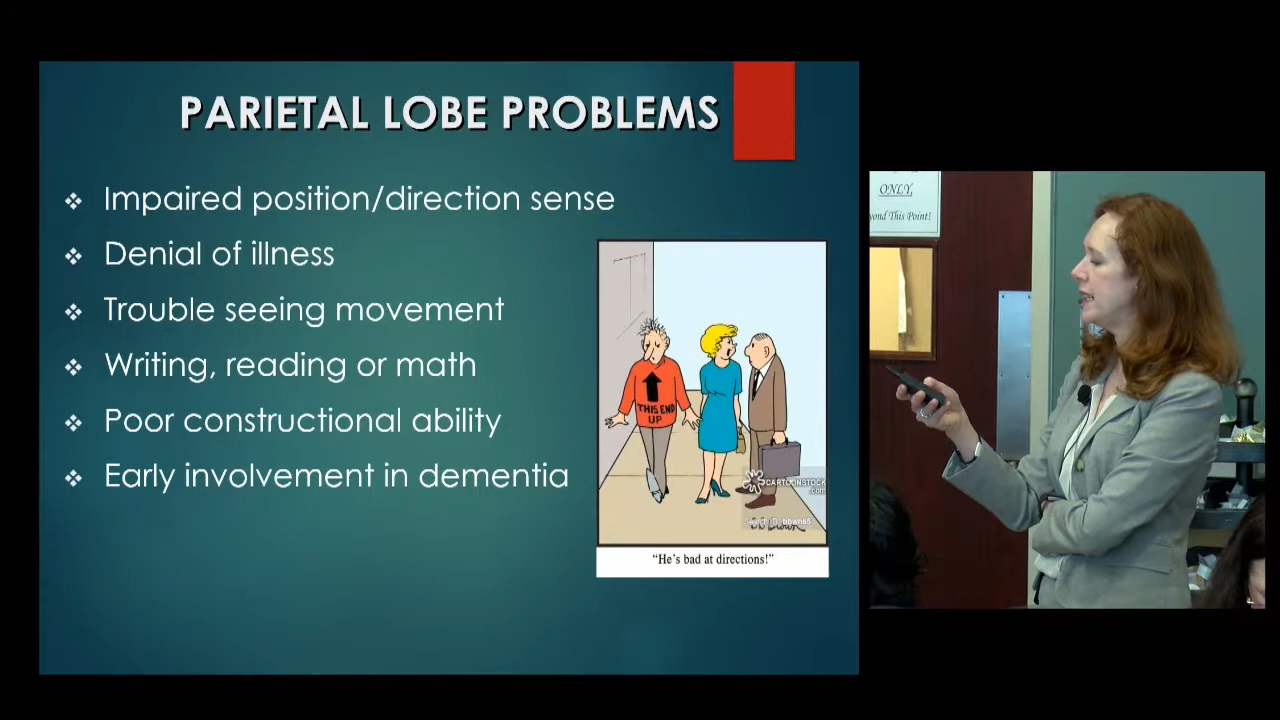 PARIETAL LOBE PROBLEMS
Impaired position/direction sense
Denial of illness
Trouble seeing movement
Writing, reading or math
Poor constructional ability
Early involvement in dementia
THIS END
UP
CARTOONSTOCK
.com
"He's bad at directions!"
ONLY,
yond This Point!